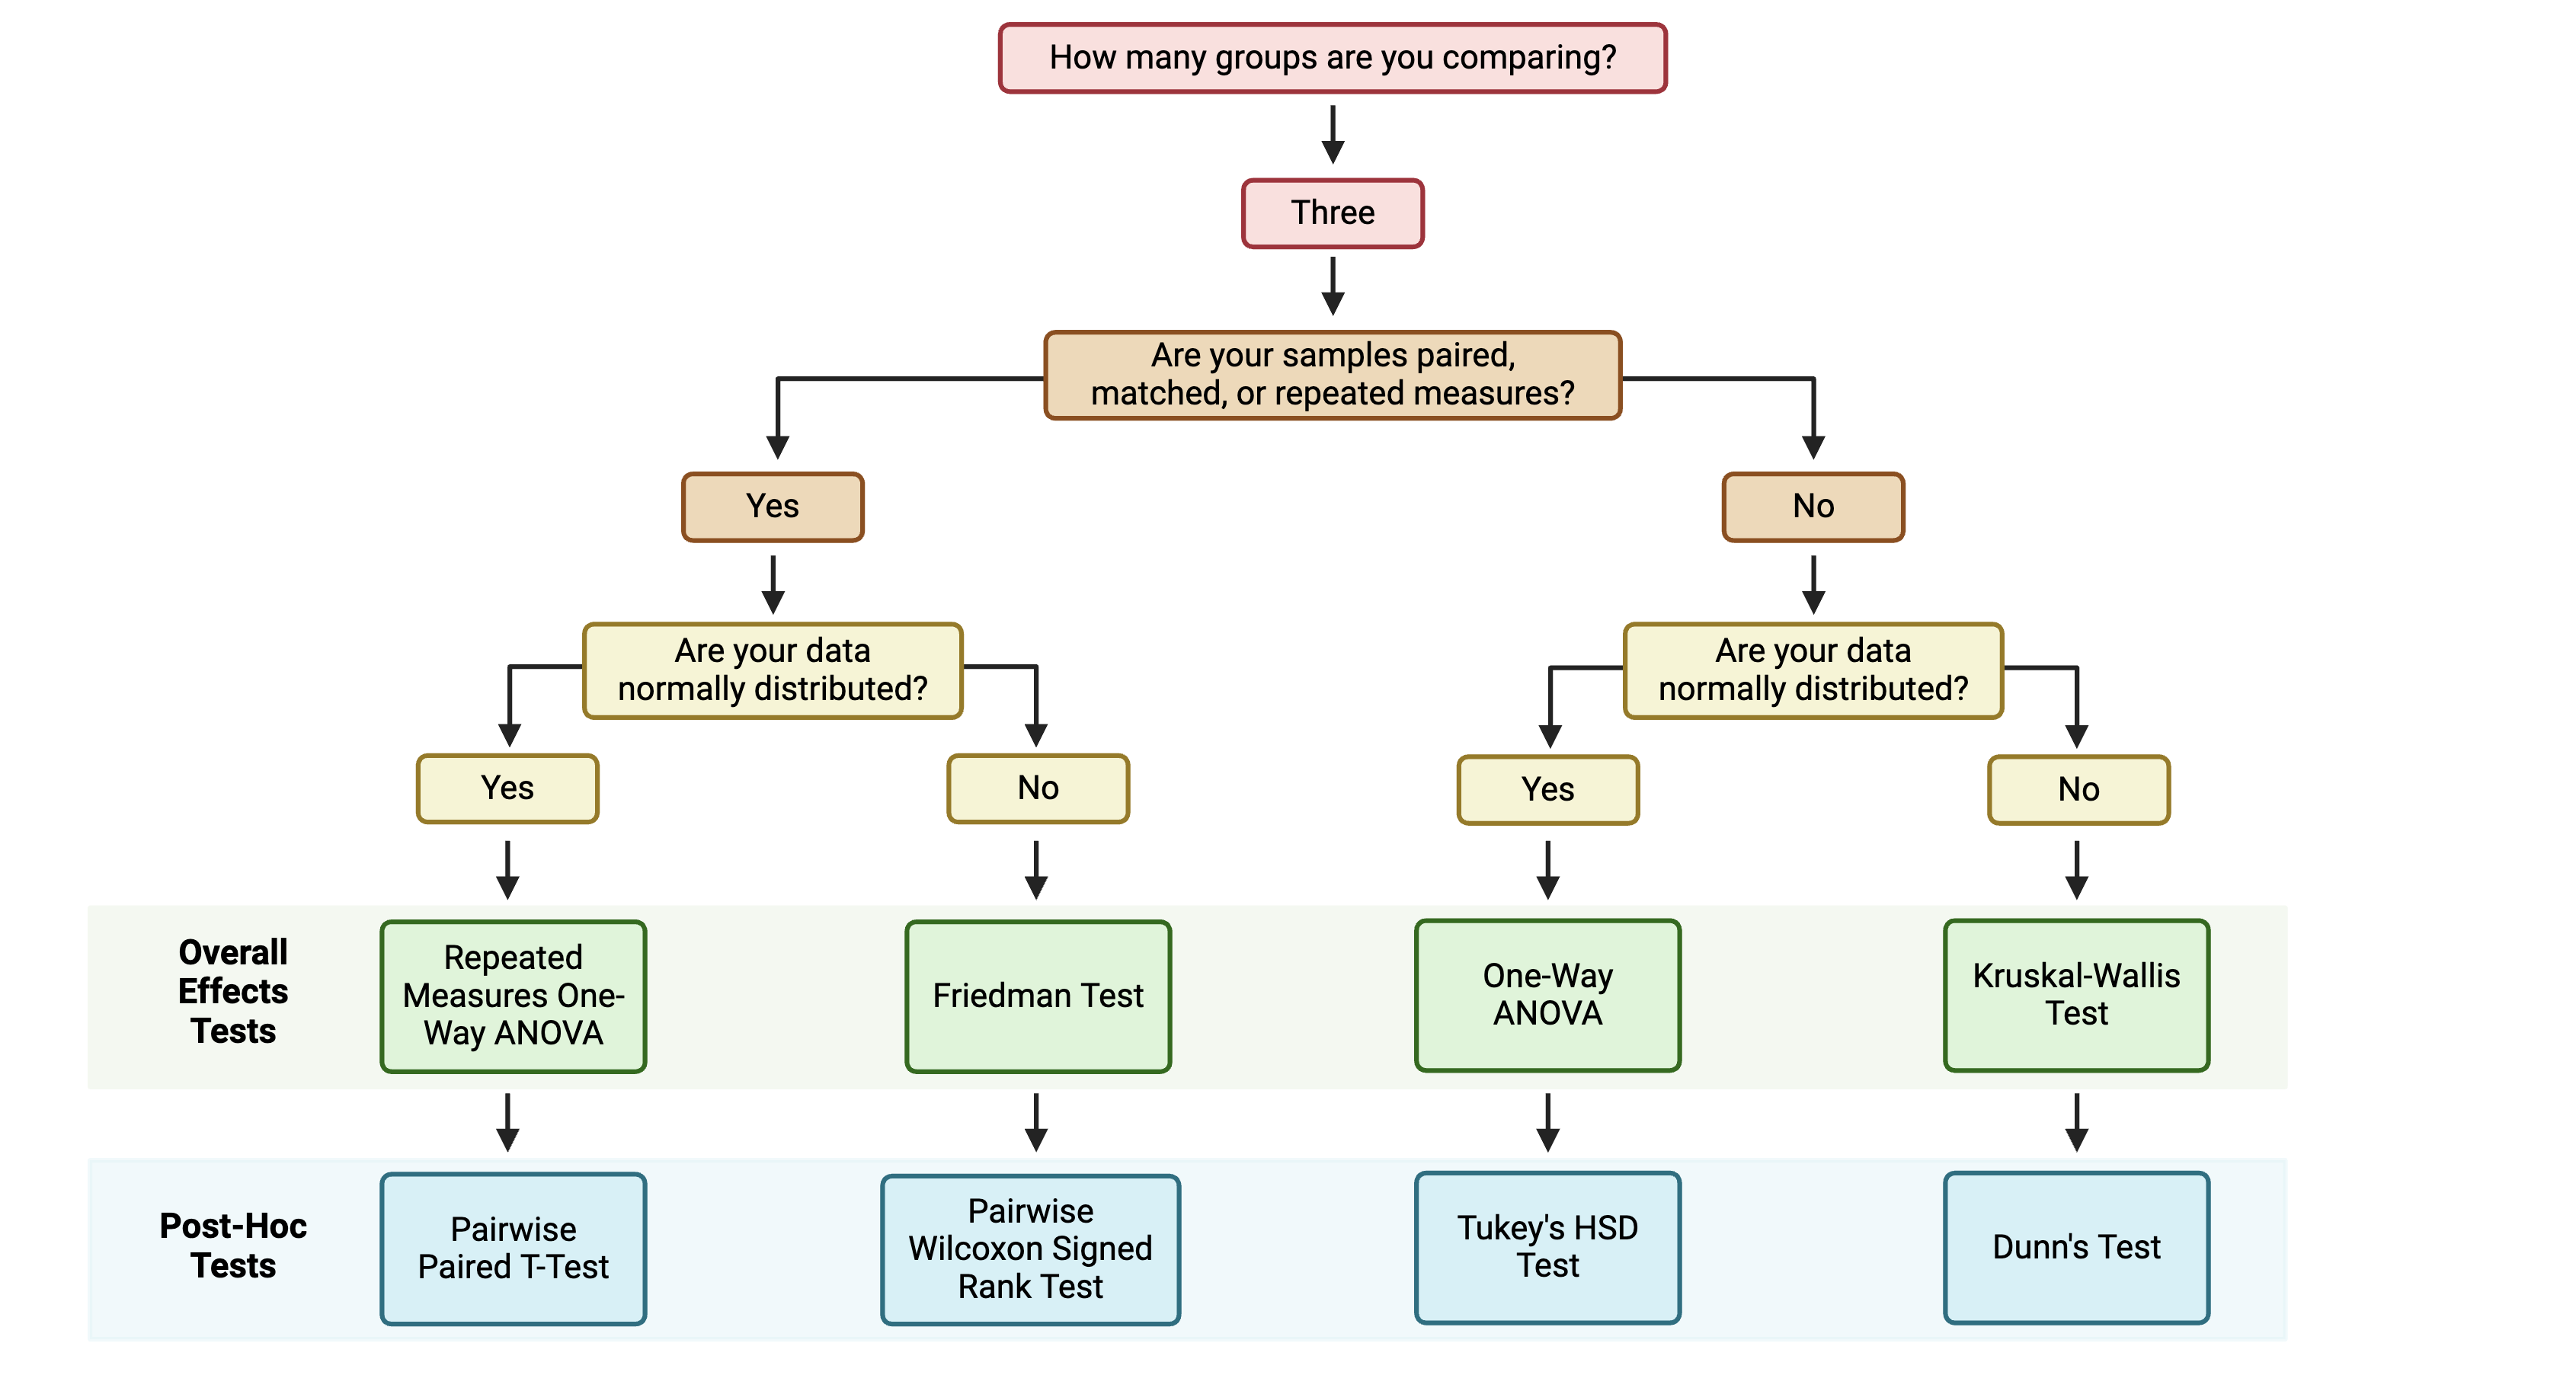 How many groups are you comparing?
Three
Are your samples paired,
matched, or repeated measures?
Yes
No
Are your data
normally distributed?
Are your data
normally distributed?
Yes
No
Yes
No
Overall
Effects
Tests
Repeated
Measures One-
Way ANOVA
Friedman Test
One-Way
ANOVA
Kruskal-Wallis
Test
Post-Hoc
Tests
Pairwise
Paired T-Test
Pairwise
Wilcoxon Signed
Rank Test
Tukey's HSD
Test
Dunn's Test